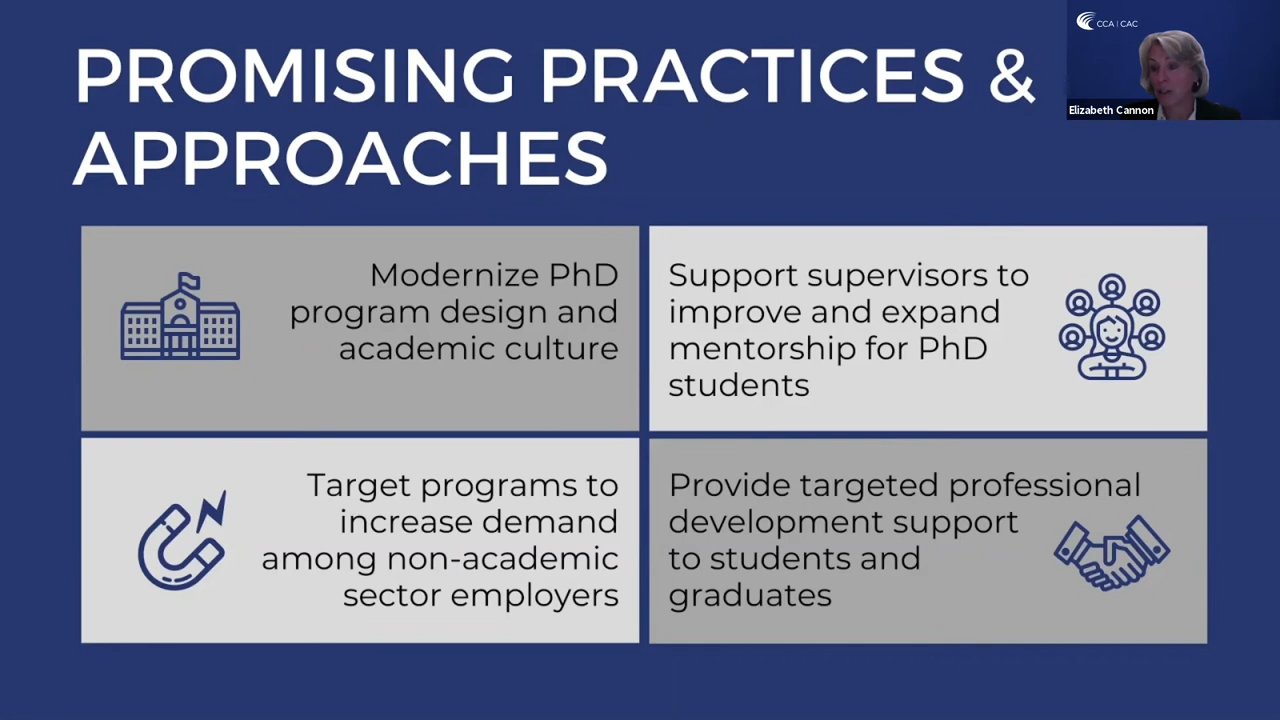 PROMISING PRACTICES &
APPROACHES
CCA | CAC
Elizabeth Cannon
Modernize PhD
program design and
academic culture
Support supervisors to
improve and expand
mentorship for PhD
students
Target programs to
increase demand
among non-academic
sector employers
Provide targeted professional
development support
to students and
graduates